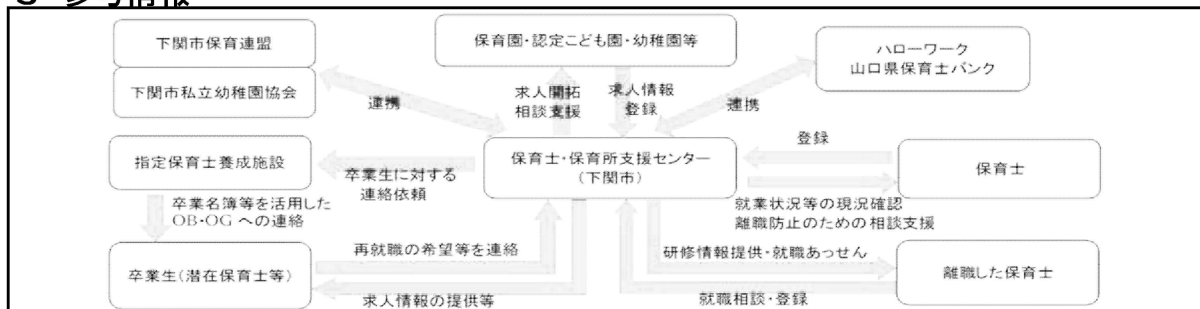 3 参考情報
下関市保育連盟
保育園・認定こども園・幼稚園等
ハローワーク
山口県保育士バンク
下関市私立幼稚園協会
連携
求人開拓
相談支援
求人情報
登録
連携
指定保育士養成施設
卒業生に対する
連絡依頼
保育士・保育所支援センター
(下関市)
登録
保育士
卒業名簿等を活用した
OB・OG への連絡
就業状況等の現況確認
離職防止のための相談支援
再就職の希望等を連絡
研修情報提供・就職あっせん
卒業生(潜在保育士等)
離職した保育士
求人情報の提供等
就職相談・登録